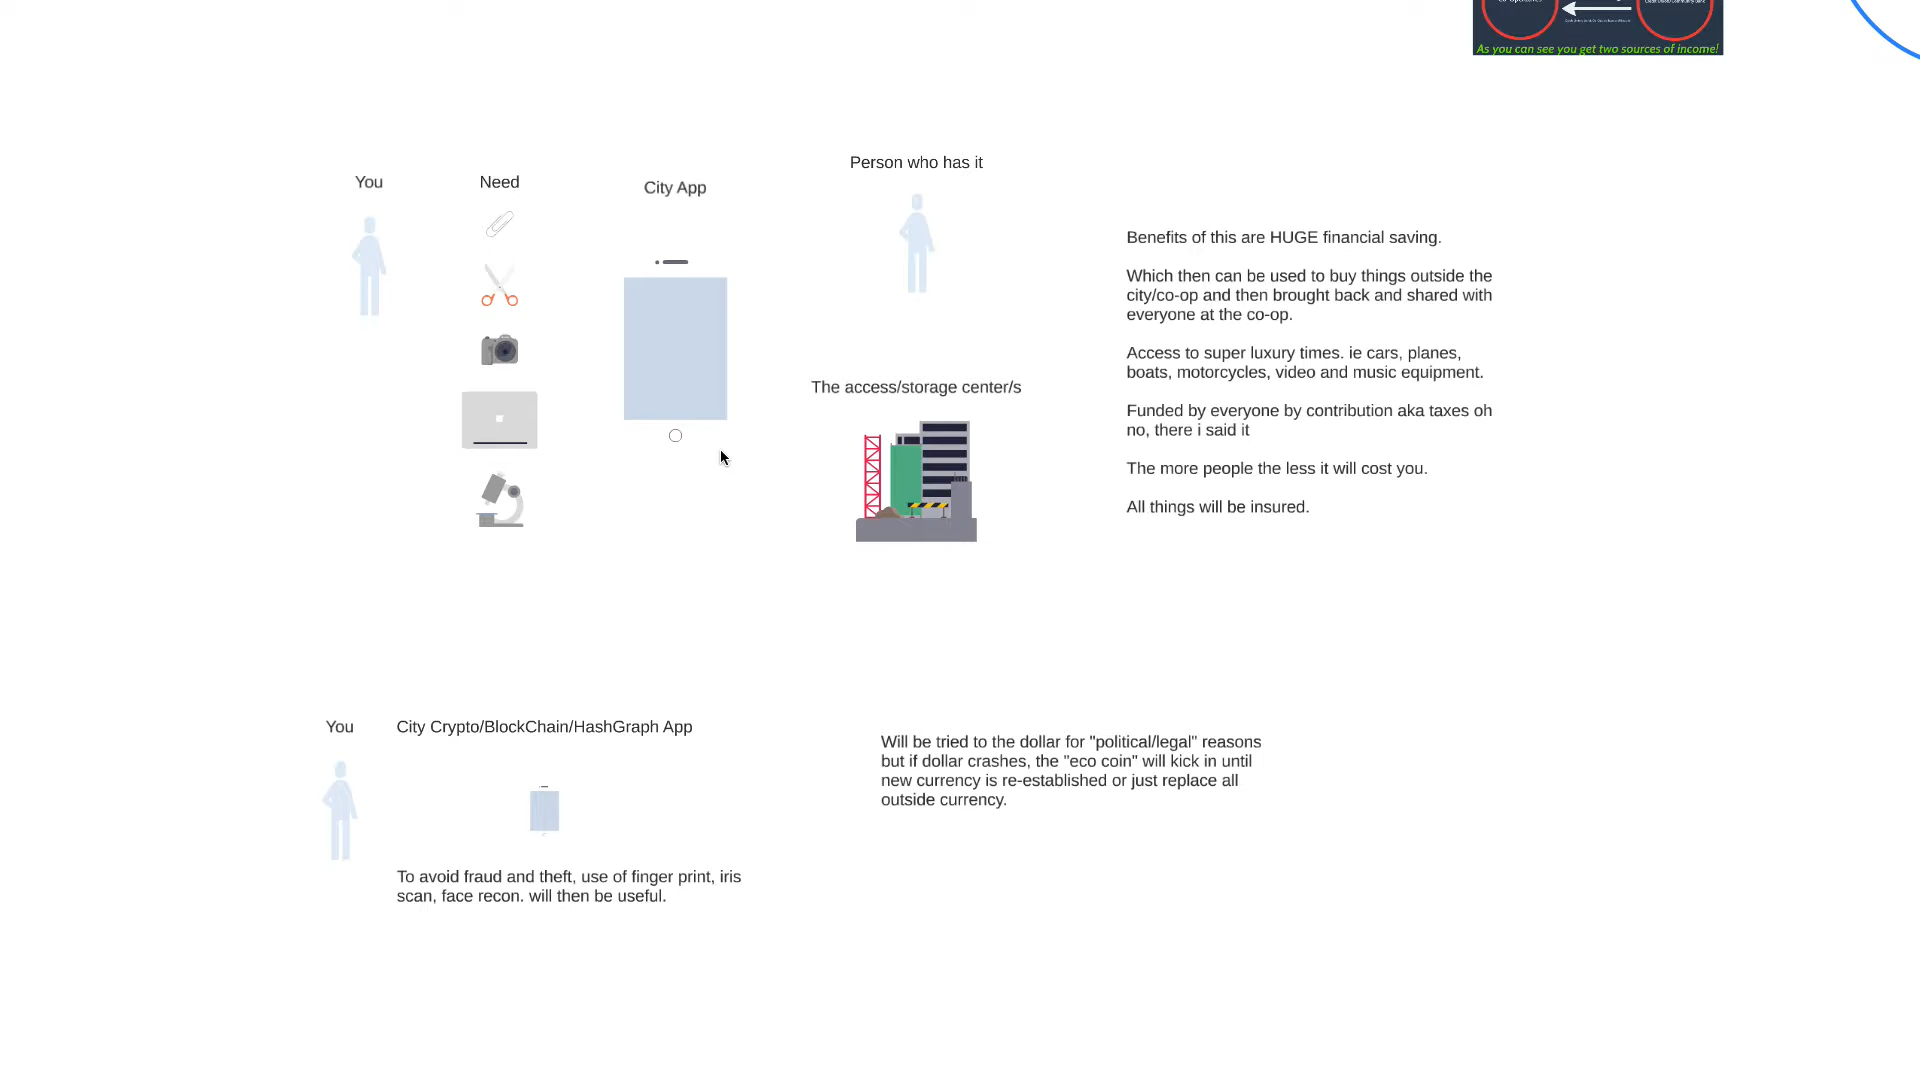 As you can see you get two sources of income!
Person who has it
You
Need
City App
Benefits of this are HUGE financial saving.
Which then can be used to buy things outside the
city/co-op and then brought back and shared with
everyone at the co-op.
Access to super luxury times. ie cars, planes,
boats, motorcycles, video and music equipment.
The access/storage center/s
Funded by everyone by contribution aka taxes oh
no, there i said it
The more people the less it will cost you.
All things will be insured.
You
City Crypto/BlockChain/HashGraph App
Will be tried to the dollar for "political/legal" reasons
but if dollar crashes, the "eco coin" will kick in until
new currency is re-established or just replace all
outside currency.
To avoid fraud and theft, use of finger print, iris
scan, face recon. will then be useful.